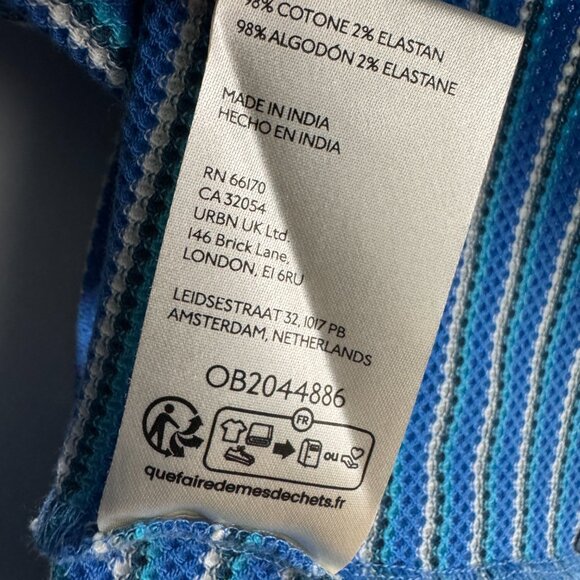 98% COTONE 2% ELASTAN
98% ALGODÓN 2% ELASTANE
MADE IN INDIA
HECHO EN INDIA
RN 66170
CA 32054
URBN UK Ltd.
146 Brick Lane,
LONDON, E1 6RU
LEIDSESTRAAT 32, 1017 PB
AMSTERDAM, NETHERLANDS
OB2044886
FR
ou
quefairedemesdechets.fr